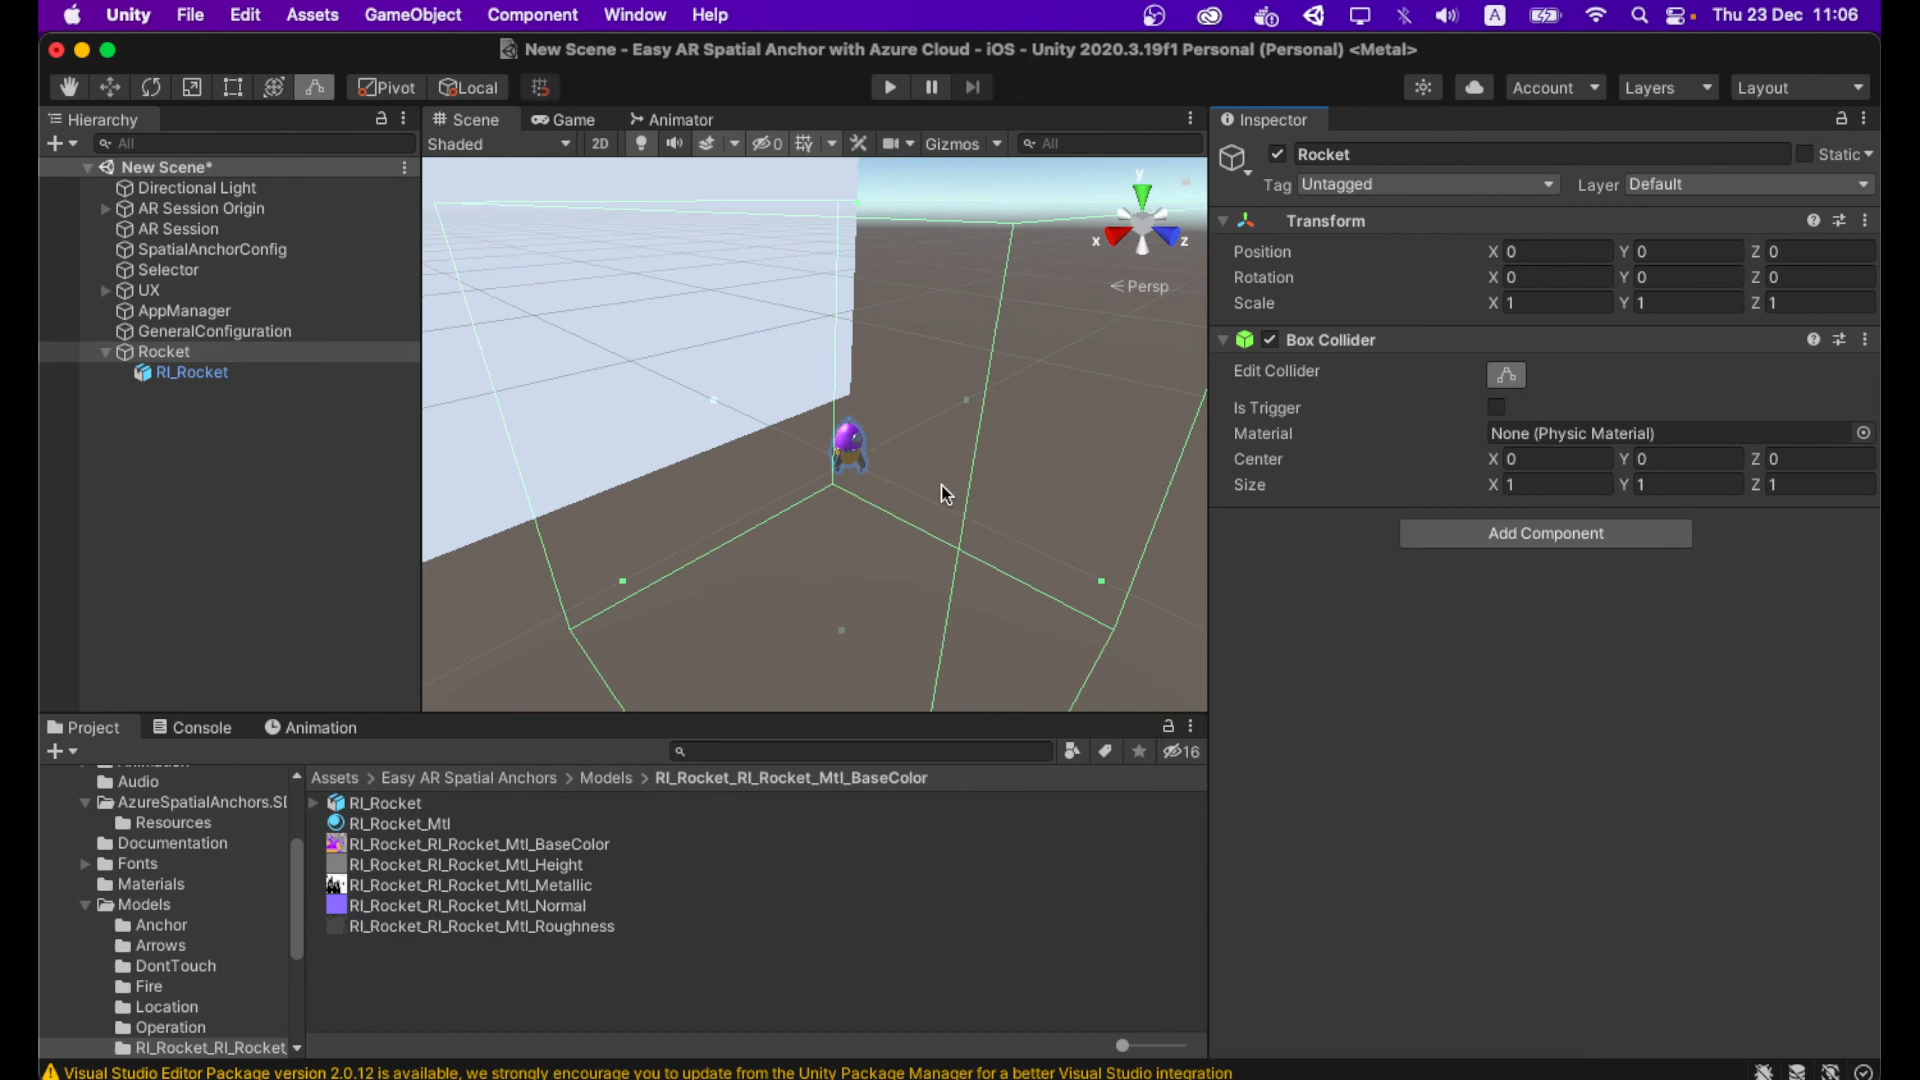 Unity File Edit Assets GameObject Component Window Help A Thu 23 Dec 11:06
New Scene - Easy AR Spatial Anchor with Azure Cloud - iOS - Unity 2020.3.19f1 Personal (Personal) <Metal>
Pivot Local Account Layers Layout
Hierarchy
All
New Scene*
Directional Light
AR Session Origin
AR Session
SpatialAnchorConfig
Selector
UX
AppManager
GeneralConfiguration
Rocket
RI_Rocket
Scene Game Animator
Shaded 2D 0 Gizmos All
y
x z
Persp
Inspector
Rocket Static
Tag Untagged Layer Default
Transform
Position X 0 Y 0 Z 0
Rotation X 0 Y 0 Z 0
Scale X 1 Y 1 Z 1
Box Collider
Edit Collider
Is Trigger
Material None (Physic Material)
Center X 0 Y 0 Z 0
Size X 1 Y 1 Z 1
Add Component
Project Console Animation
16
Audio
AzureSpatialAnchors.SD
Resources
Documentation
Fonts
Materials
Models
Anchor
Arrows
DontTouch
Fire
Location
Operation
RI_Rocket_RI_Rocket_
Assets > Easy AR Spatial Anchors > Models > RI_Rocket_RI_Rocket_Mtl_BaseColor
RI_Rocket
RI_Rocket_Mtl
RI_Rocket_RI_Rocket_Mtl_BaseColor
RI_Rocket_RI_Rocket_Mtl_Height
RI_Rocket_RI_Rocket_Mtl_Metallic
RI_Rocket_RI_Rocket_Mtl_Normal
RI_Rocket_RI_Rocket_Mtl_Roughness
Visual Studio Editor Package version 2.0.12 is available, we strongly encourage you to update from the Unity Package Manager for a better Visual Studio integration